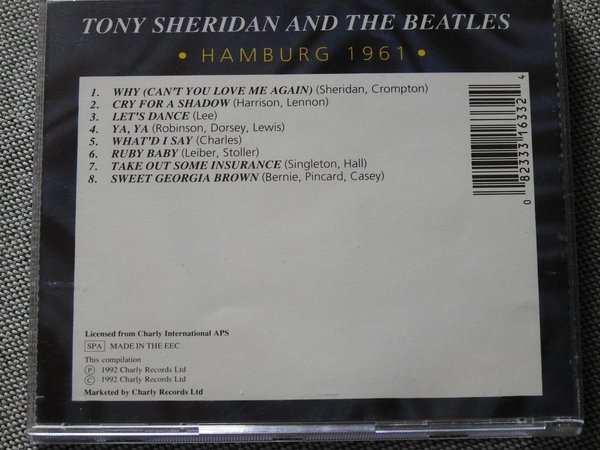 TONY SHERIDAN AND THE BEATLES
• HAMBURG 1961 •
1. WHY (CAN'T YOU LOVE ME AGAIN) (Sheridan, Crompton)
2. CRY FOR A SHADOW (Harrison, Lennon)
3. LET'S DANCE (Lee)
4. YA, YA (Robinson, Dorsey, Lewis)
5. WHAT'D I SAY (Charles)
6. RUBY BABY (Leiber, Stoller)
7. TAKE OUT SOME INSURANCE (Singleton, Hall)
8. SWEET GEORGIA BROWN (Bernie, Pincard, Casey)
0 82333 16332 4
Licensed from Charly International APS
SPA MADE IN THE EEC
This compilation
Ⓟ 1992 Charly Records Ltd
© 1992 Charly Records Ltd
Marketed by Charly Records Ltd